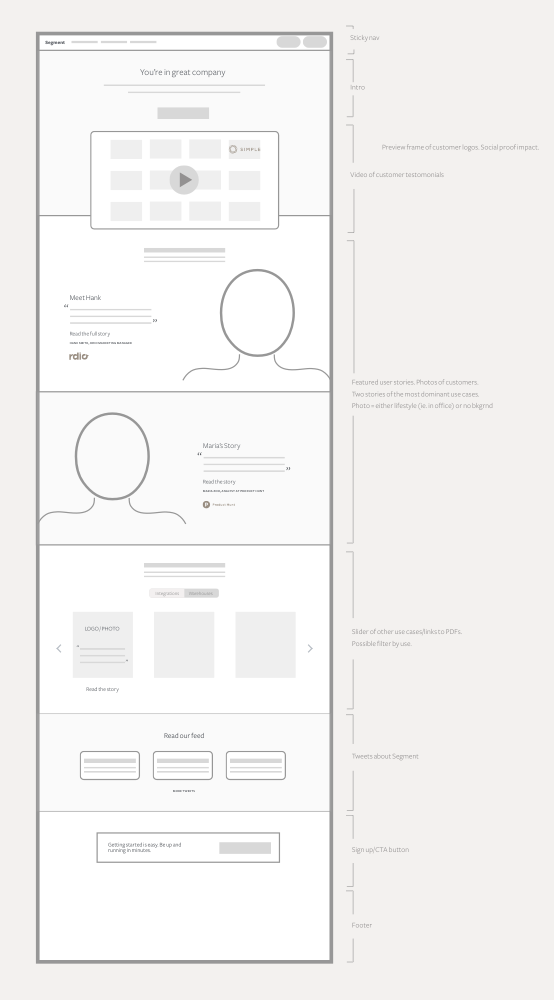 Segment
Sticky nav
You're in great company
Intro
SIMPLE
Preview frame of customer logos. Social proof impact.
Video of customer testomonials
Meet Hank
“
”
Read the full story
rdio
Featured user stories. Photos of customers.
Two stories of the most dominant use cases.
Photo = either lifestyle (ie. in office) or no bkgrnd
Maria's Story
“
”
Read the story
Product Hunt
Integrations
Warehouses
LOGO/PHOTO
“
”
Read the story
Slider of other use cases/links to PDFs.
Possible filter by use.
Read our feed
MORE TWEETS
Tweets about Segment
Getting started is easy. Be up and
running in minutes.
Sign up/CTA button
Footer